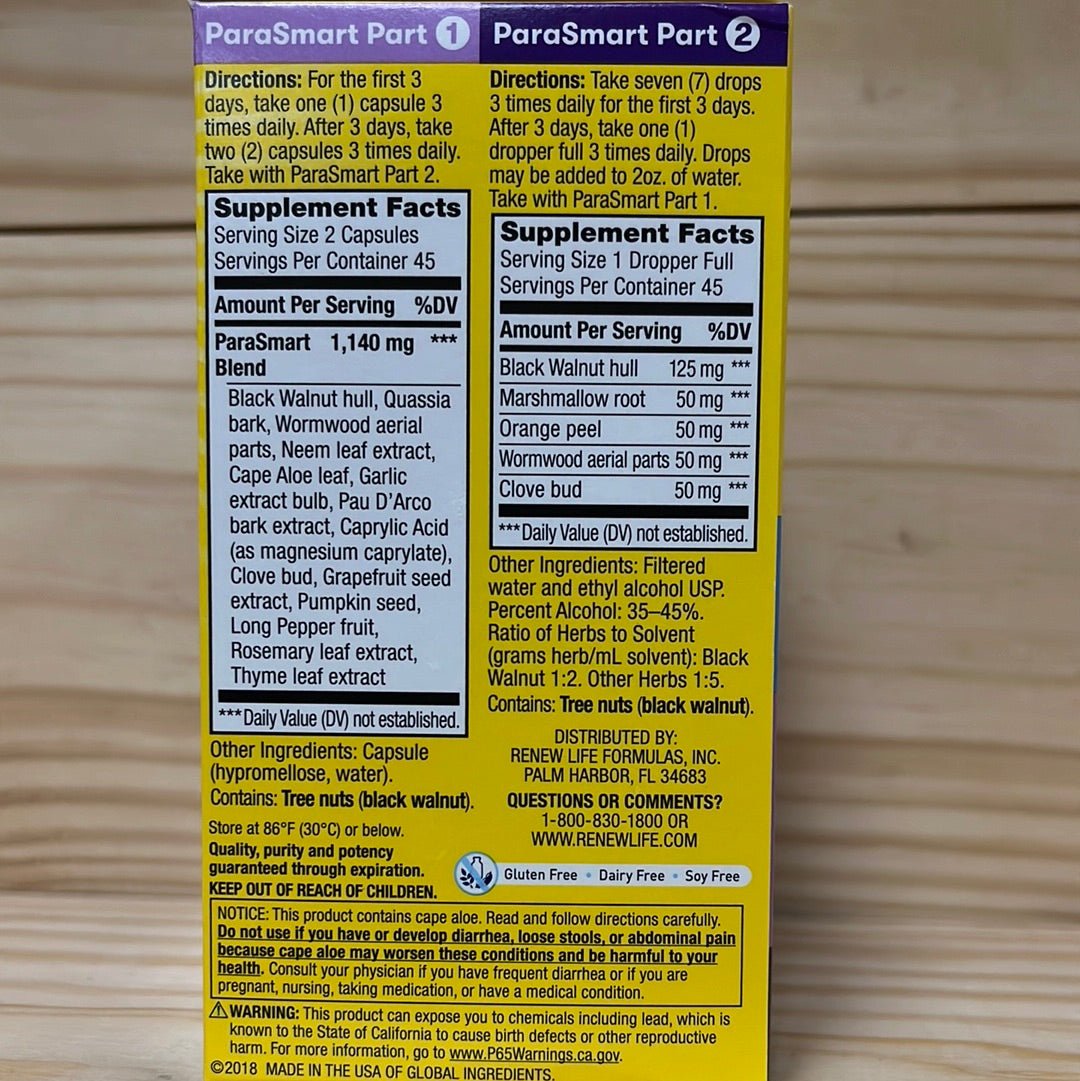 ParaSmart Part 1
Directions: For the first 3
days, take one (1) capsule 3
times daily. After 3 days, take
two (2) capsules 3 times daily.
Take with ParaSmart Part 2.
Supplement Facts
Serving Size 2 Capsules
Servings Per Container 45
Amount Per Serving %DV
ParaSmart 1,140 mg ***
Blend
Black Walnut hull, Quassia
bark, Wormwood aerial
parts, Neem leaf extract,
Cape Aloe leaf, Garlic
extract bulb, Pau D'Arco
bark extract, Caprylic Acid
(as magnesium caprylate),
Clove bud, Grapefruit seed
extract, Pumpkin seed,
Long Pepper fruit,
Rosemary leaf extract,
Thyme leaf extract
***Daily Value (DV) not established.
Other Ingredients: Capsule
(hypromellose, water).
Contains: Tree nuts (black walnut).
Store at 86°F (30°C) or below.
Quality, purity and potency
guaranteed through expiration.
KEEP OUT OF REACH OF CHILDREN.
ParaSmart Part 2
Directions: Take seven (7) drops
3 times daily for the first 3 days.
After 3 days, take one (1)
dropper full 3 times daily. Drops
may be added to 2oz. of water.
Take with ParaSmart Part 1.
Supplement Facts
Serving Size 1 Dropper Full
Servings Per Container 45
Amount Per Serving %DV
Black Walnut hull 125 mg ***
Marshmallow root 50 mg ***
Orange peel 50 mg ***
Wormwood aerial parts 50 mg ***
Clove bud 50 mg ***
***Daily Value (DV) not established.
Other Ingredients: Filtered
water and ethyl alcohol USP.
Percent Alcohol: 35–45%.
Ratio of Herbs to Solvent
(grams herb/mL solvent): Black
Walnut 1:2. Other Herbs 1:5.
Contains: Tree nuts (black walnut).
DISTRIBUTED BY:
RENEW LIFE FORMULAS, INC.
PALM HARBOR, FL 34683
QUESTIONS OR COMMENTS?
1-800-830-1800 OR
WWW.RENEWLIFE.COM
Gluten Free • Dairy Free • Soy Free
NOTICE: This product contains cape aloe. Read and follow directions carefully.
Do not use if you have or develop diarrhea, loose stools, or abdominal pain
because cape aloe may worsen these conditions and be harmful to your
health. Consult your physician if you have frequent diarrhea or if you are
pregnant, nursing, taking medication, or have a medical condition.
⚠WARNING: This product can expose you to chemicals including lead, which is
known to the State of California to cause birth defects or other reproductive
harm. For more information, go to www.P65Warnings.ca.gov.
©2018 MADE IN THE USA OF GLOBAL INGREDIENTS.